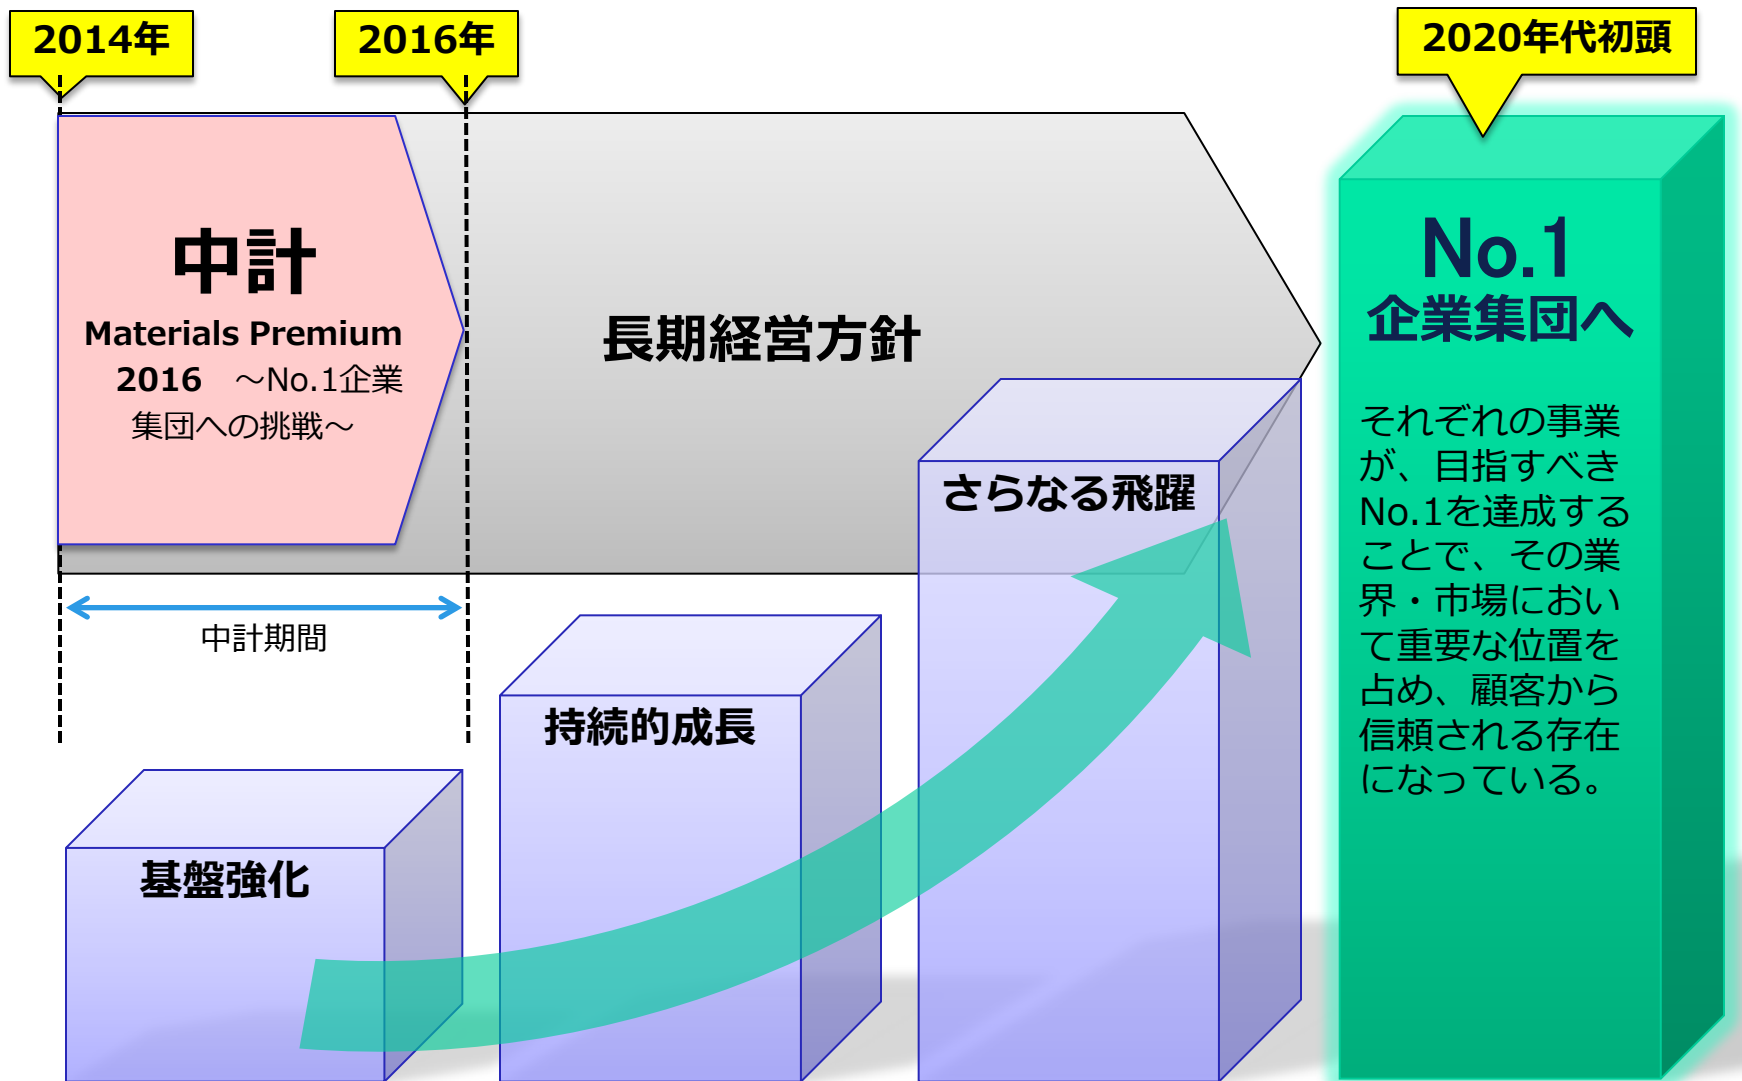 2014年
2016年
2020年代初頭
中計
Materials Premium
2016　～No.1企業
集団への挑戦～
長期経営方針
No.1
企業集団へ
それぞれの事業
が、目指すべき
No.1を達成する
ことで、その業
界・市場におい
て重要な位置を
占め、顧客から
信頼される存在
になっている。
中計期間
さらなる飛躍
持続的成長
基盤強化